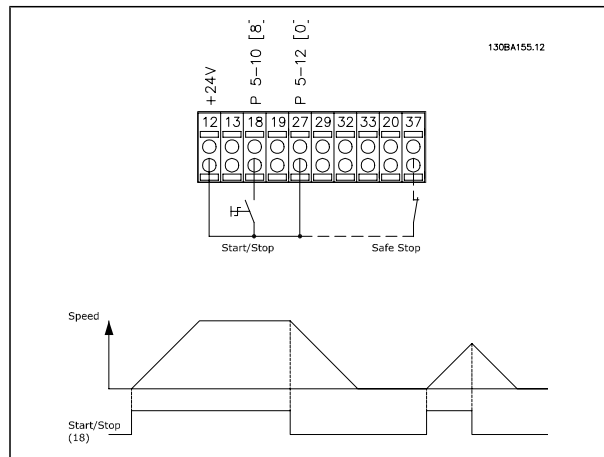 130BA155.12
+24V
P 5-10 [8]
P 5-12 [0]
12 13 18 19 27 29 32 33 20 37
Start/Stop
Safe Stop
Speed
Start/Stop
(18)